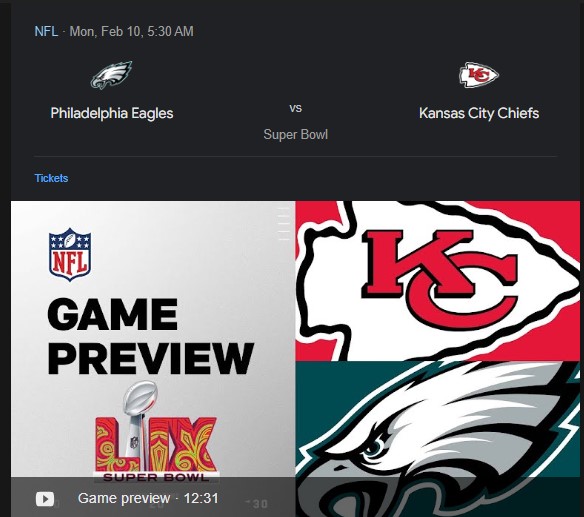 NFL · Mon, Feb 10, 5:30 AM
Philadelphia Eagles
vs
Kansas City Chiefs
Super Bowl
Tickets
NFL
GAME
PREVIEW
KC
LIX
SUPER BOWL
Game preview · 12:31
30